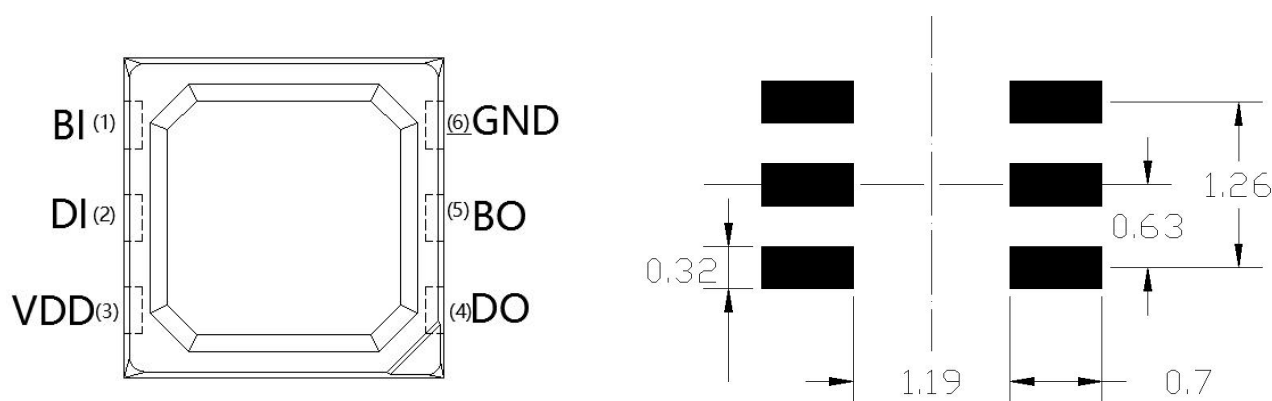 BI (1)
DI (2)
VDD (3)
(6) GND
(5) BO
(4) DO
1.26
0.63
0.32
1.19
0.7